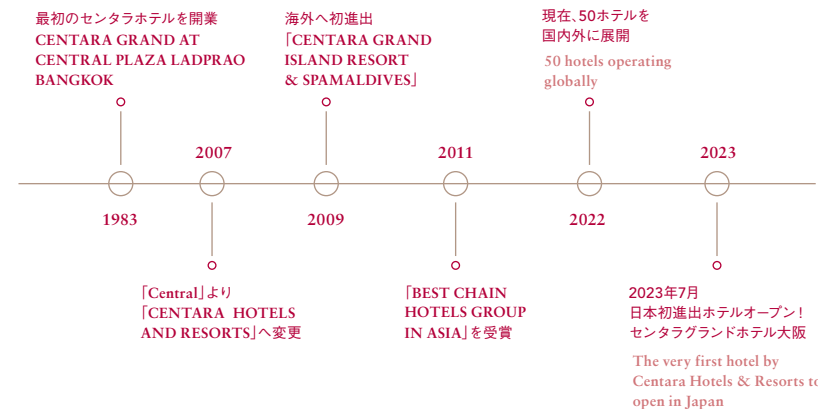 最初のセンタラホテルを開業
CENTARA GRAND AT
CENTRAL PLAZA LADPRAO
BANGKOK
1983
2007
「Central」より
「CENTARA HOTELS
AND RESORTS」へ変更
海外へ初進出
「CENTARA GRAND
ISLAND RESORT
& SPAMALDIVES」
2009
2011
「BEST CHAIN
HOTELS GROUP
IN ASIA」を受賞
現在、50ホテルを
国内外に展開
50 hotels operating
globally
2022
2023
2023年7月
日本初進出ホテルオープン！
センタラグランドホテル大阪
The very first hotel by
Centara Hotels & Resorts to
open in Japan